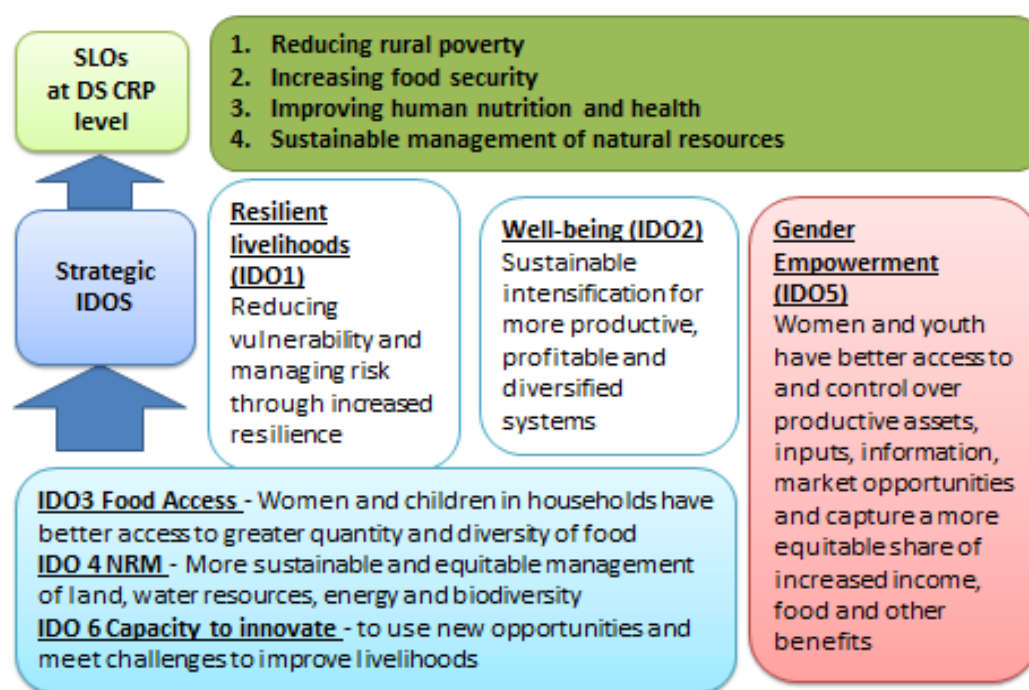 SLOs
at DS CRP
level
1. Reducing rural poverty
2. Increasing food security
3. Improving human nutrition and health
4. Sustainable management of natural resources
Strategic
IDOS
Resilient
livelihoods
(IDO1)
Reducing
vulnerability and
managing risk
through increased
resilience
Well-being (IDO2)
Sustainable
intensification for
more productive,
profitable and
diversified
systems
Gender
Empowerment
(IDO5)
Women and youth
have better access to
and control over
productive assets,
inputs, information,
market opportunities
and capture a more
equitable share of
increased income,
food and other
benefits
IDO3 Food Access - Women and children in households have
better access to greater quantity and diversity of food
IDO 4 NRM - More sustainable and equitable management
of land, water resources, energy and biodiversity
IDO 6 Capacity to innovate - to use new opportunities and
meet challenges to improve livelihoods